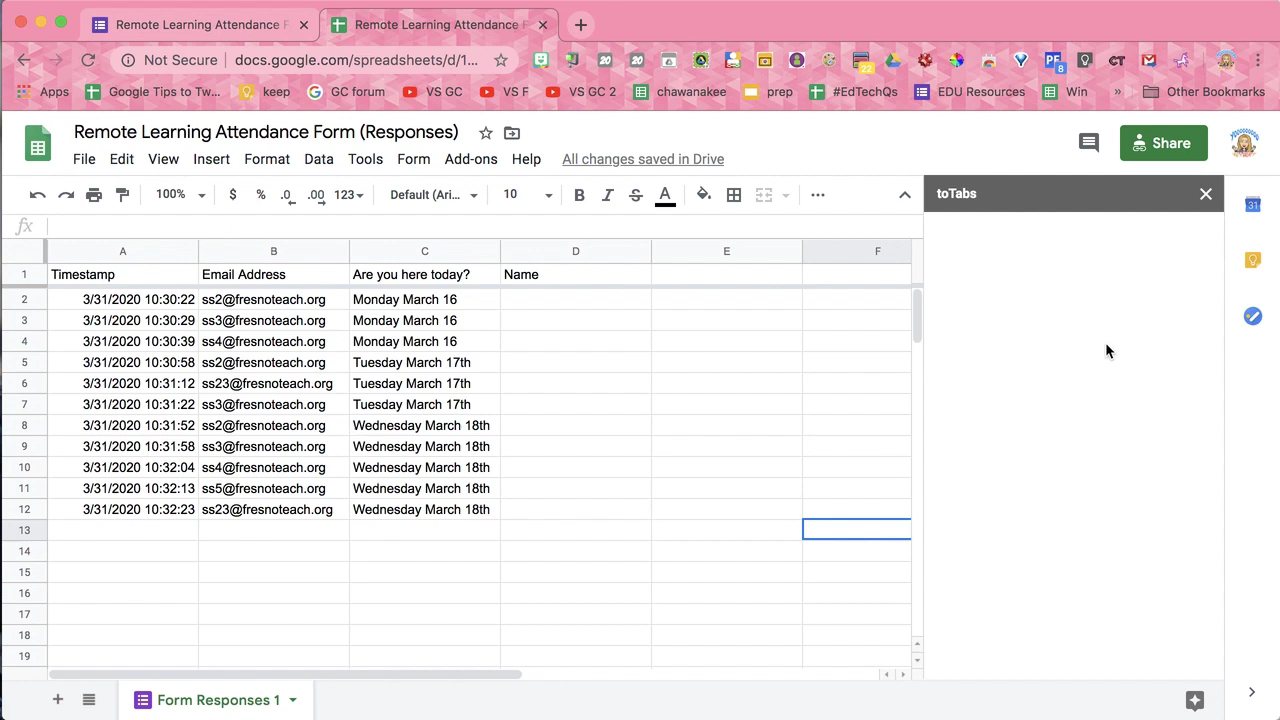 Remote Learning Attendance F
Remote Learning Attendance F
Not Secure
docs.google.com/spreadsheets/d/1...
20
20
22
PF
8
CT
Apps
Google Tips to Tw...
keep
GC forum
VS GC
VS F
VS GC 2
chawanakee
prep
#EdTechQs
EDU Resources
Win
»
Other Bookmarks
Remote Learning Attendance Form (Responses)
File Edit View Insert Format Data Tools Form Add-ons Help All changes saved in Drive
Share
100% $ % .0 .00 123 Default (Ari... 10 B I S A
toTabs
31
fx
A B C D E F
1 Timestamp Email Address Are you here today? Name
2 3/31/2020 10:30:22 ss2@fresnoteach.org Monday March 16
3 3/31/2020 10:30:29 ss3@fresnoteach.org Monday March 16
4 3/31/2020 10:30:39 ss4@fresnoteach.org Monday March 16
5 3/31/2020 10:30:58 ss2@fresnoteach.org Tuesday March 17th
6 3/31/2020 10:31:12 ss23@fresnoteach.org Tuesday March 17th
7 3/31/2020 10:31:22 ss3@fresnoteach.org Tuesday March 17th
8 3/31/2020 10:31:52 ss2@fresnoteach.org Wednesday March 18th
9 3/31/2020 10:31:58 ss3@fresnoteach.org Wednesday March 18th
10 3/31/2020 10:32:04 ss4@fresnoteach.org Wednesday March 18th
11 3/31/2020 10:32:13 ss5@fresnoteach.org Wednesday March 18th
12 3/31/2020 10:32:23 ss23@fresnoteach.org Wednesday March 18th
13
14
15
16
17
18
19
Form Responses 1